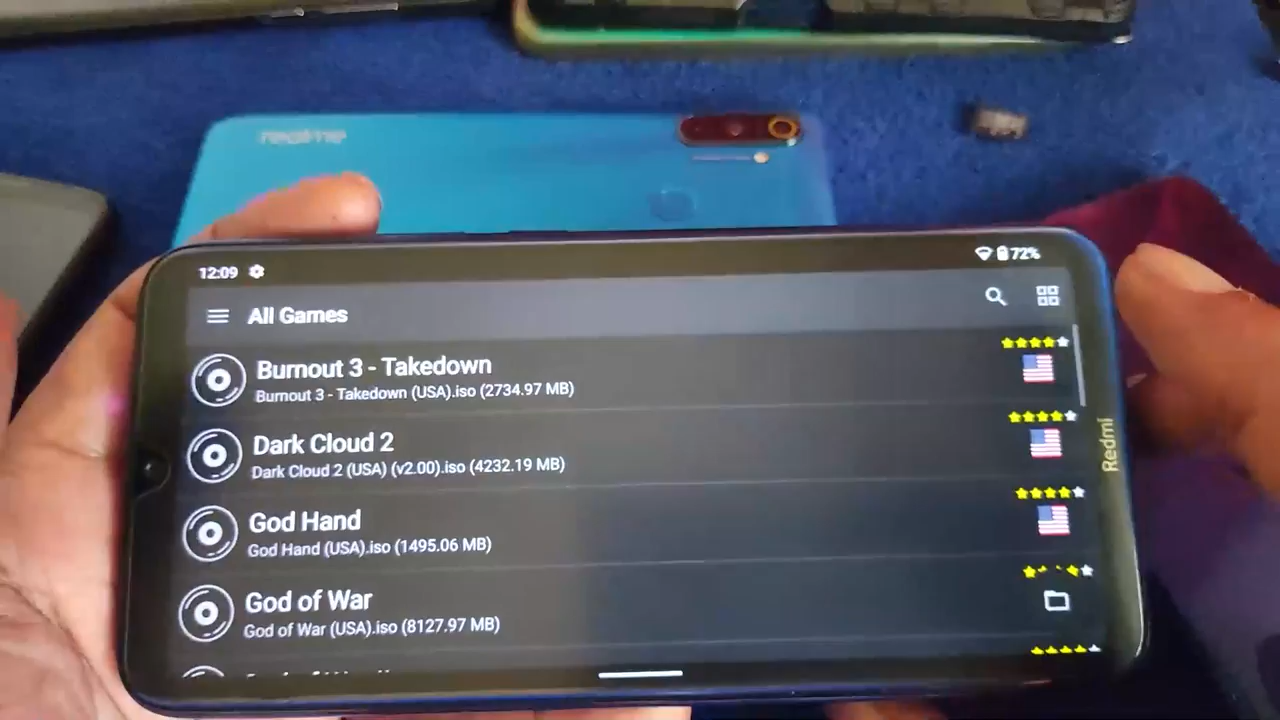 realme
12:09
72%
All Games
Burnout 3 - Takedown
Burnout 3 - Takedown (USA).iso (2734.97 MB)
Dark Cloud 2
Dark Cloud 2 (USA) (v2.00).iso (4232.19 MB)
God Hand
God Hand (USA).iso (1495.06 MB)
God of War
God of War (USA).iso (8127.97 MB)
Redmi